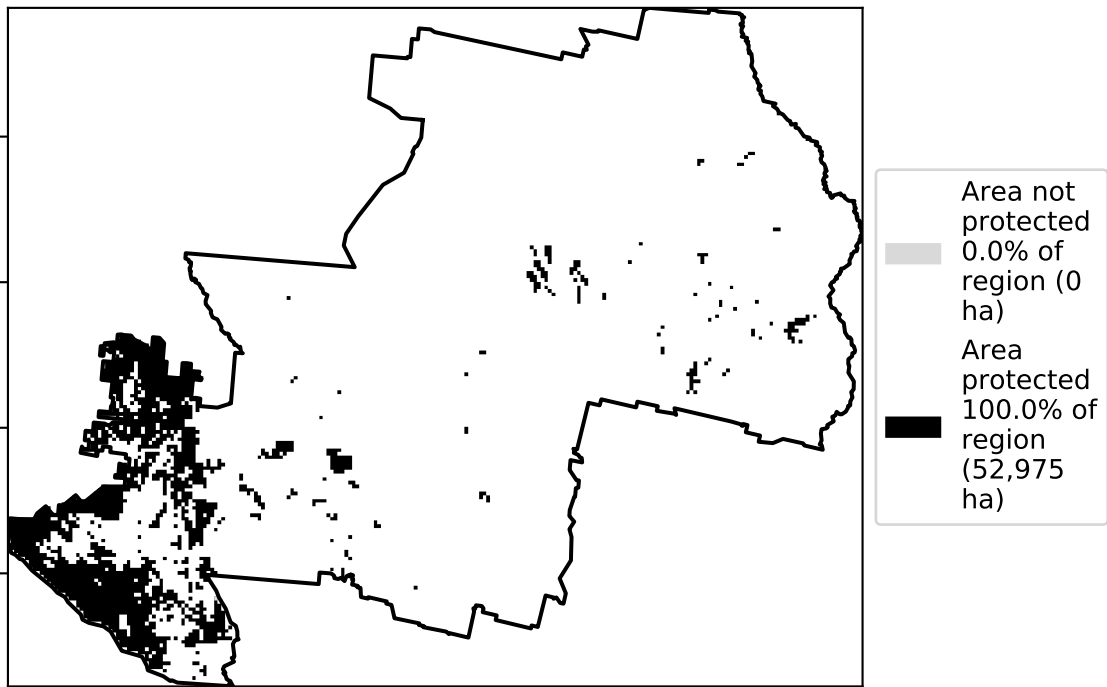 Area not
protected
0.0% of
region (0
ha)
Area
protected
100.0% of
region
(52,975
ha)